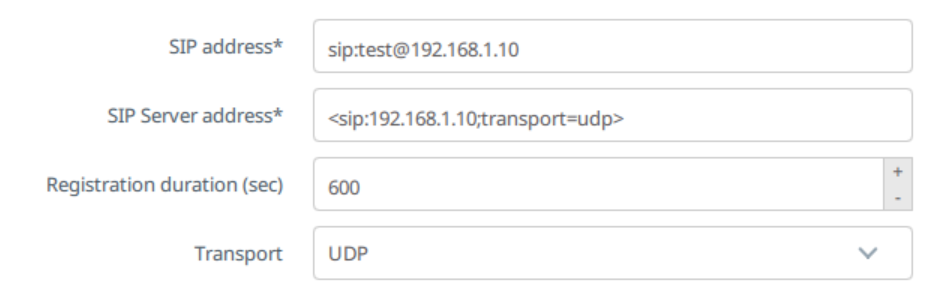 SIP address* sip:test@192.168.1.10
SIP Server address* <sip:192.168.1.10;transport=udp>
Registration duration (sec) 600 +
-
Transport UDP